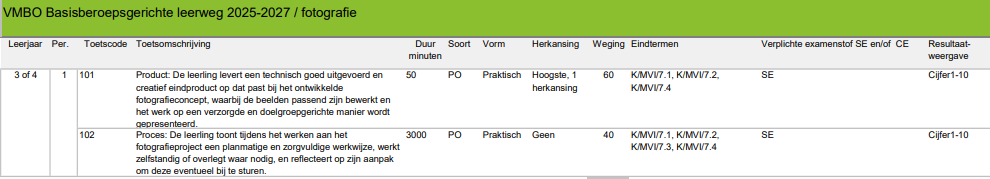 VMBO Basisberoepsgerichte leerweg 2025-2027 / fotografie
Leerjaar Per. Toetscode Toetsomschrijving Duur minuten Soort Vorm Herkansing Weging Eindtermen Verplichte examenstof SE en/of CE Resultaat-weergave
3 of 4 1 101 Product: De leerling levert een technisch goed uitgevoerd en 50 PO Praktisch Hoogste, 1 60 K/MVI/7.1, K/MVI/7.2, SE Cijfer1-10
creatief eindproduct op dat past bij het ontwikkelde herkansing K/MVI/7.4
fotografieconcept, waarbij de beelden passend zijn bewerkt en
het werk op een verzorgde en doelgroepgerichte manier wordt
gepresenteerd.
102 Proces: De leerling toont tijdens het werken aan het 3000 PO Praktisch Geen 40 K/MVI/7.1, K/MVI/7.2, SE Cijfer1-10
fotografieproject een planmatige en zorgvuldige werkwijze, werkt K/MVI/7.3, K/MVI/7.4
zelfstandig of overlegt waar nodig, en reflecteert op zijn aanpak
om deze eventueel bij te sturen.